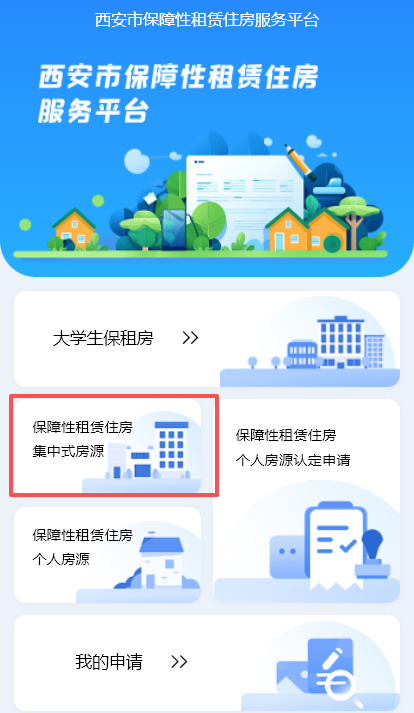 西安市保障性租赁住房服务平台
西安市保障性租赁住房
服务平台
大学生保租房 >>
保障性租赁住房
集中式房源
保障性租赁住房
个人房源认定申请
保障性租赁住房
个人房源
我的申请 >>